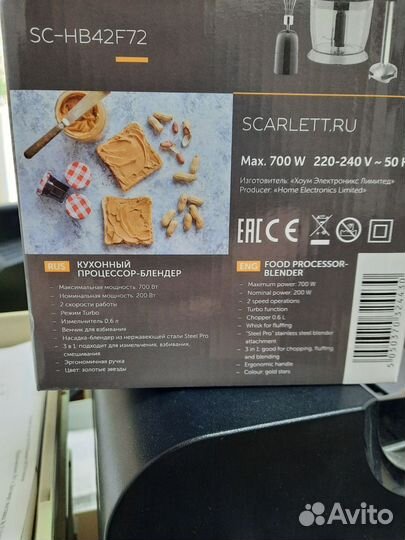 SC-HB42F72
SCARLETT.RU
Max. 700 W 220-240 V ~ 50 H
Изготовитель: «Хоум Электроникс Лимитед»
Producer: «Home Electronics Limited»
EAC CE
RUS КУХОННЫЙ
ПРОЦЕССОР-БЛЕНДЕР
– Максимальная мощность: 700 Вт
– Номинальная мощность: 200 Вт
– 2 скорости работы
– Режим Turbo
– Измельчитель 0,6 л
– Венчик для взбивания
– Насадка-блендер из нержавеющей стали Steel Pro
– 3 в 1: подходит для измельчения, взбивания,
смешивания
– Эргономичная ручка
– Цвет: золотые звезды
ENG FOOD PROCESSOR-
BLENDER
– Maximum power: 700 W
– Nominal power: 200 W
– 2 speed operations
– Turbo function
– Chopper 0.6 L
– Whisk for fluffing
– "Steel Pro" stainless steel blender
attachment
– 3 in 1: good for chopping, fluffing
and blending
– Ergonomic handle
– Colour: gold stars
Avito